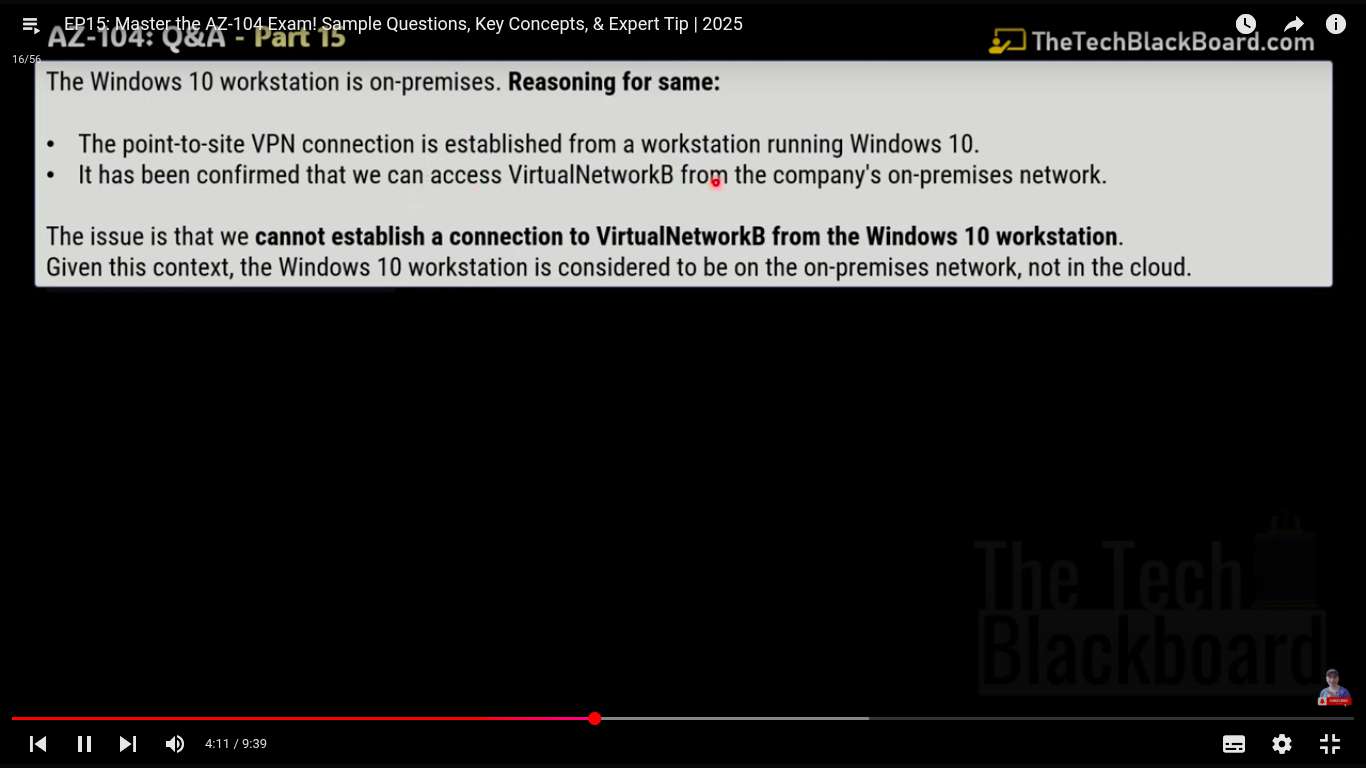 EP15: Master the AZ-104 Exam! Sample Questions, Key Concepts, & Expert Tip | 2025
AZ-104: Q&A - Part 15
TheTechBlackBoard.com
16/56
The Windows 10 workstation is on-premises. Reasoning for same:
• The point-to-site VPN connection is established from a workstation running Windows 10.
• It has been confirmed that we can access VirtualNetworkB from the company's on-premises network.
The issue is that we cannot establish a connection to VirtualNetworkB from the Windows 10 workstation.
Given this context, the Windows 10 workstation is considered to be on the on-premises network, not in the cloud.
The Tech
Blackboard
4:11 / 9:39